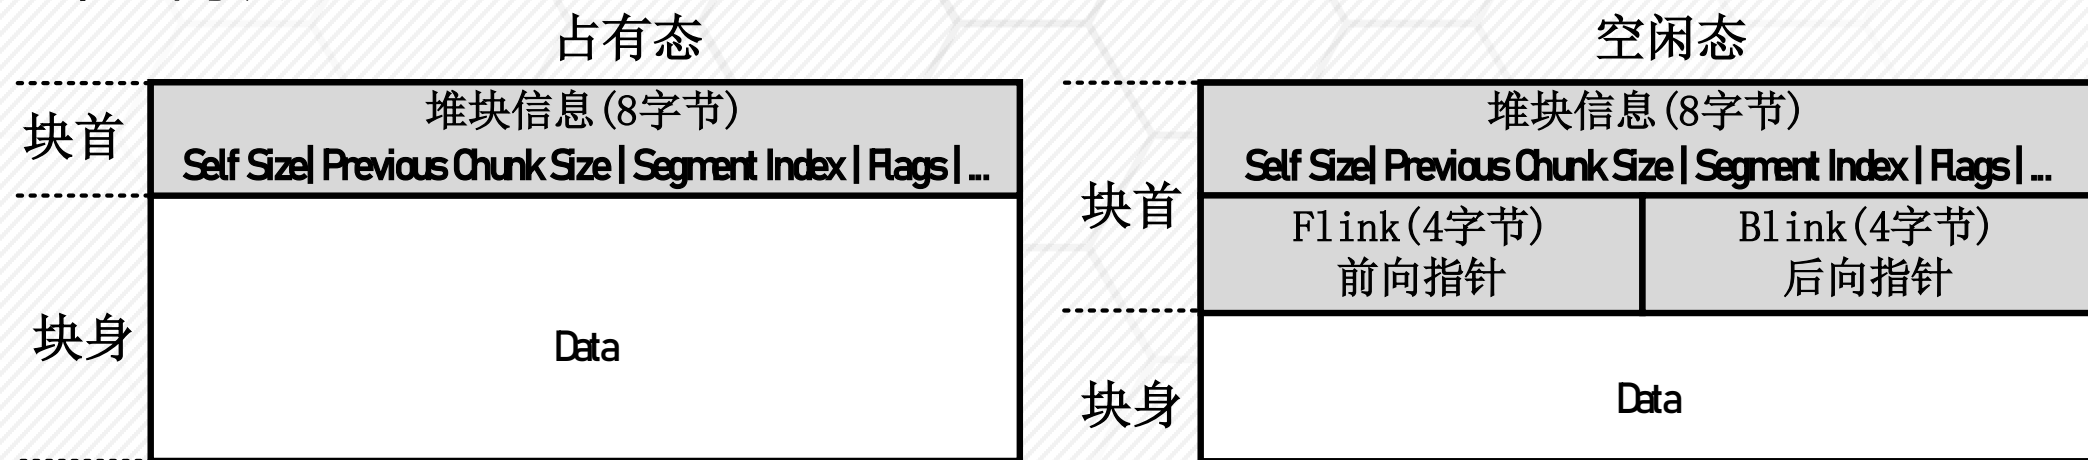 占有态
块首
堆块信息(8字节)
Self Size| Previous Chunk Size | Segment Index | Flags | ...
块身
Data
空闲态
块首
堆块信息(8字节)
Self Size| Previous Chunk Size | Segment Index | Flags | ...
Flink(4字节)
前向指针
Blink(4字节)
后向指针
块身
Data